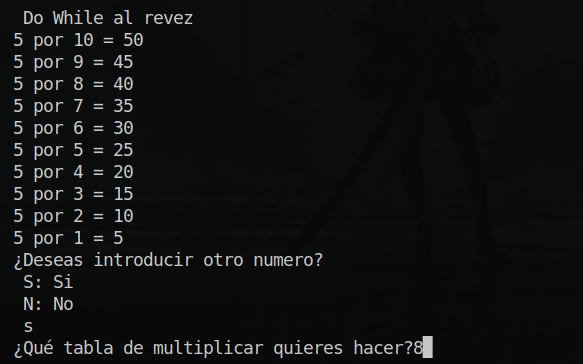 Do While al revez
5 por 10 = 50
5 por 9 = 45
5 por 8 = 40
5 por 7 = 35
5 por 6 = 30
5 por 5 = 25
5 por 4 = 20
5 por 3 = 15
5 por 2 = 10
5 por 1 = 5
¿Deseas introducir otro numero?
S: Si
N: No
s
¿Qué tabla de multiplicar quieres hacer?8